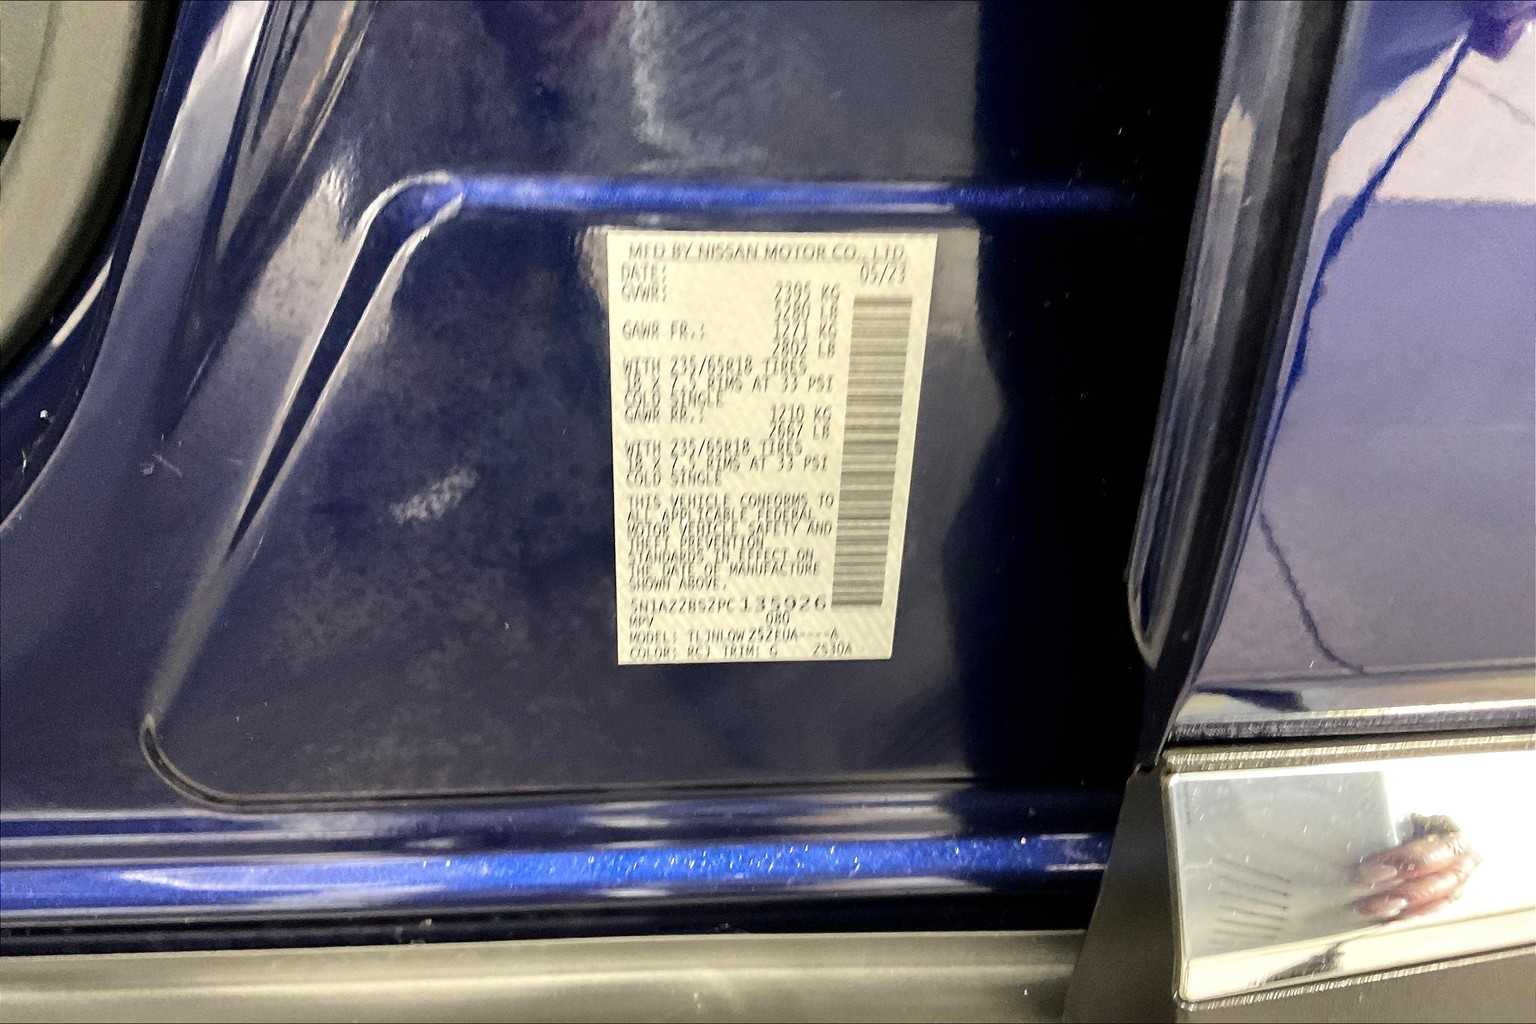 MFD BY NISSAN MOTOR CO., LTD
DATE: 05/23
GVWR: 2395 KG
5280 LB
GAWR FR.: 1271 KG
2802 LB
WITH 235/65R18 TIRES
18 X 7.5 RIMS AT 33 PSI
COLD SINGLE
GAWR RR.: 1210 KG
2667 LB
WITH 235/65R18 TIRES
18 X 7.5 RIMS AT 33 PSI
COLD SINGLE
THIS VEHICLE CONFORMS TO
ALL APPLICABLE FEDERAL
MOTOR VEHICLE SAFETY AND
THEFT PREVENTION
STANDARDS IN EFFECT ON
THE DATE OF MANUFACTURE
SHOWN ABOVE.
5N1AZ2BS2PC135926
MPV 080
MODEL: TLJNLOWZ52EUA----A
COLOR: RCJ TRIM: G ZS30A